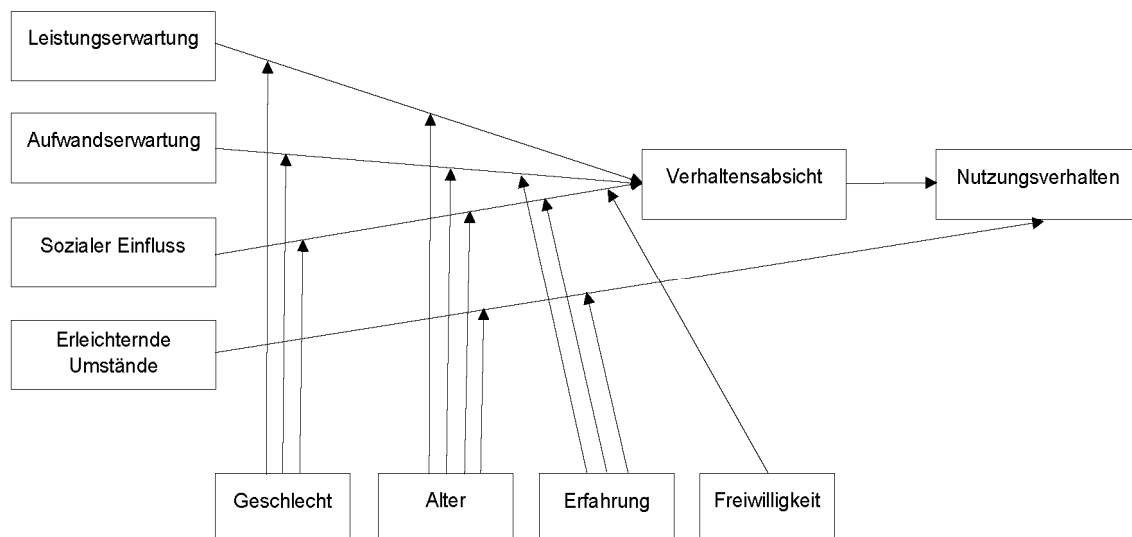 Leistungserwartung
Aufwandserwartung
Verhaltensabsicht
Nutzungsverhalten
Sozialer Einfluss
Erleichternde
Umstände
Geschlecht
Alter
Erfahrung
Freiwilligkeit